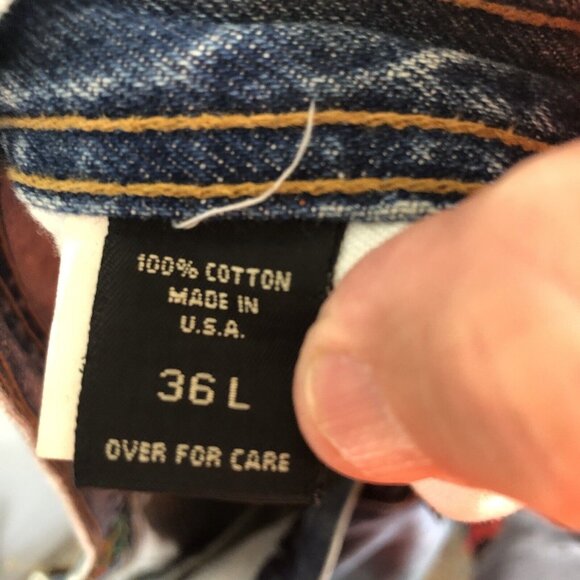 100% COTTON
MADE IN
U.S.A.
36 L
OVER FOR CARE